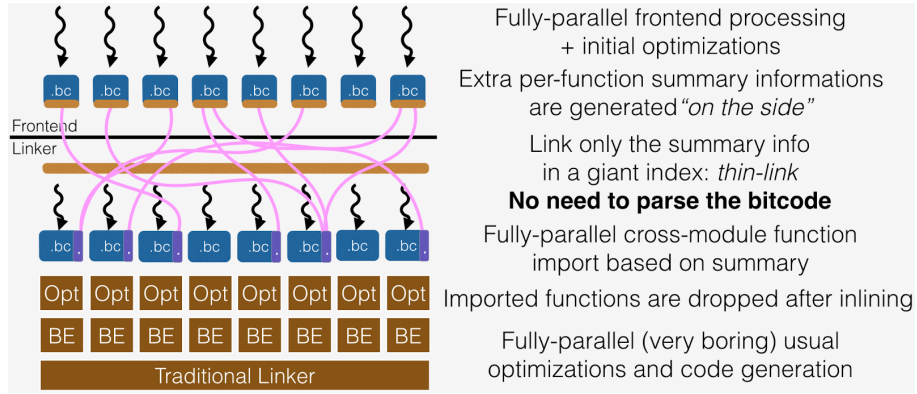 Fully-parallel frontend processing
+ initial optimizations
.bc .bc .bc .bc .bc .bc .bc .bc
Extra per-function summary informations
are generated "on the side"
Frontend
Linker
Link only the summary info
in a giant index: thin-link
No need to parse the bitcode
.bc .bc .bc .bc .bc .bc .bc .bc
Fully-parallel cross-module function
import based on summary
Opt Opt Opt Opt Opt Opt Opt Opt
Imported functions are dropped after inlining
BE BE BE BE BE BE BE BE
Fully-parallel (very boring) usual
optimizations and code generation
Traditional Linker